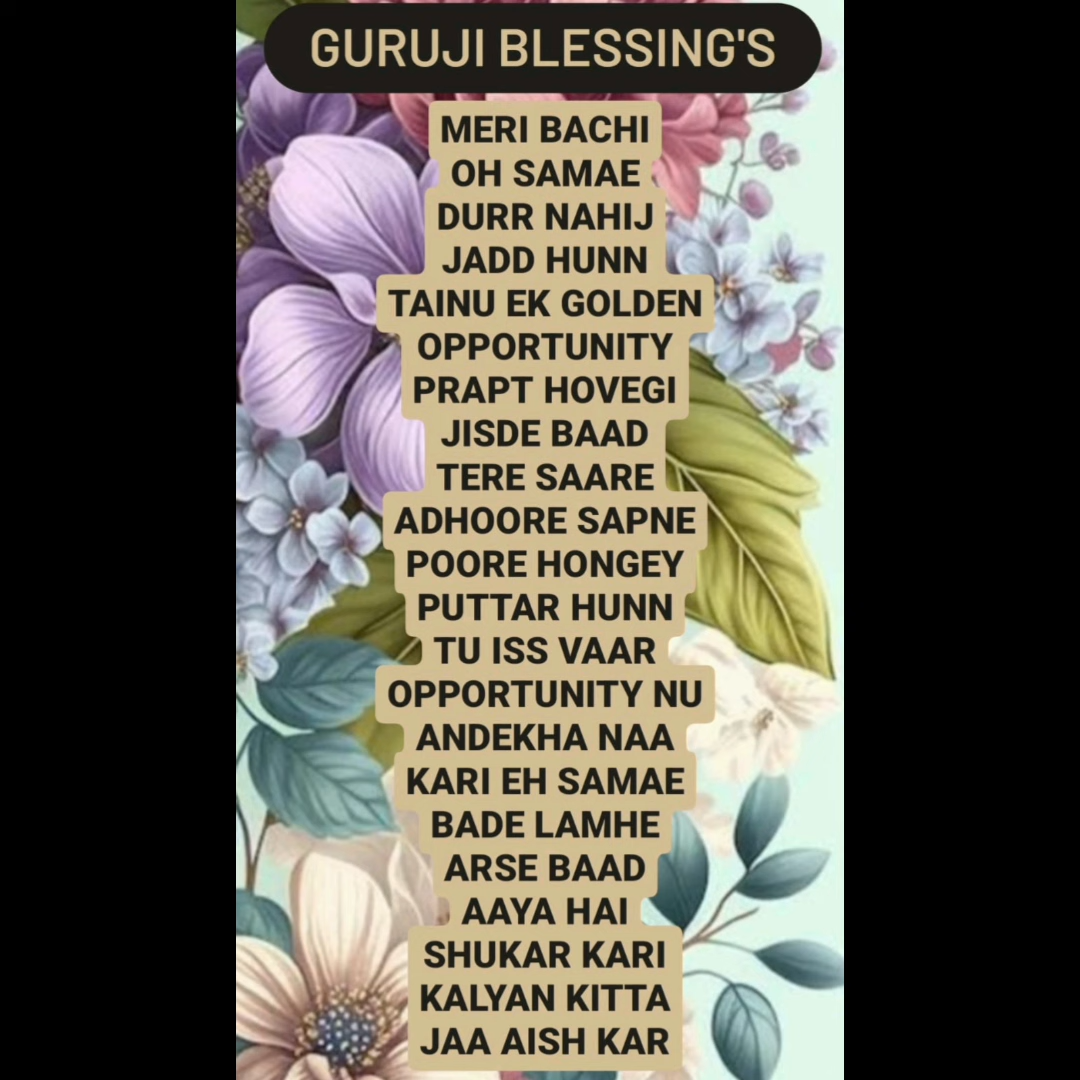 GURUJI BLESSING'S
MERI BACHI
OH SAMAE
DURR NAHIJ
JADD HUNN
TAINU EK GOLDEN
OPPORTUNITY
PRAPT HOVEGI
JISDE BAAD
TERE SAARE
ADHOORE SAPNE
POORE HONGEY
PUTTAR HUNN
TU ISS VAAR
OPPORTUNITY NU
ANDEKHA NAA
KARI EH SAMAE
BADE LAMHE
ARSE BAAD
AAYA HAI
SHUKAR KARI
KALYAN KITTA
JAA AISH KAR